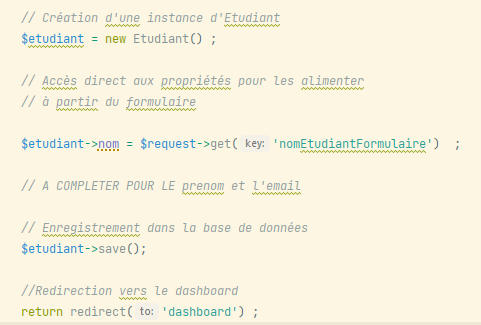 // Création d'une instance d'Etudiant
$etudiant = new Etudiant() ;
// Accès direct aux propriétés pour les alimenter
// à partir du formulaire
$etudiant->nom = $request->get( key: 'nomEtudiantFormulaire')  ;
// A COMPLETER POUR LE prenom et l'email
// Enregistrement dans la base de données
$etudiant->save();
//Redirection vers le dashboard
return redirect( to: 'dashboard') ;